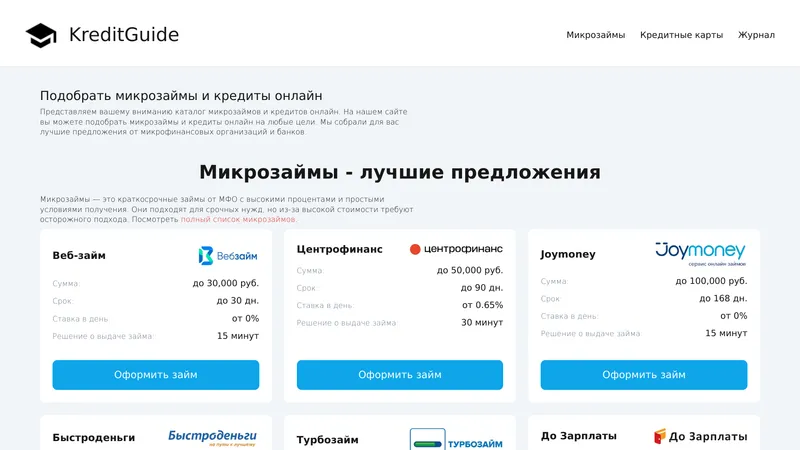 KreditGuide
Микрозаймы Кредитные карты Журнал
Подобрать микрозаймы и кредиты онлайн
Представляем вашему вниманию каталог микрозаймов и кредитов онлайн. На нашем сайте
вы можете подобрать микрозаймы и кредиты онлайн на любые цели. Мы собрали для вас
лучшие предложения от микрофинансовых организаций и банков
Микрозаймы - лучшие предложения
Микрозаймы — это краткосрочные займы от МФО с высокими процентами и простыми
условиями получения. Они подходят для срочных нужд, но из-за высокой стоимости требуют
осторожного подхода. Посмотреть полный список микрозаймов.
Веб-займ
Вебзайм
Сумма: до 30,000 руб.
Срок: до 30 дн.
Ставка в день: от 0%
Решение о выдаче займа: 15 минут
Оформить займ
Центрофинанс
центрофинанс
Сумма: до 50,000 руб.
Срок: до 90 дн.
Ставка в день: от 0.65%
Решение о выдаче займа: 30 минут
Оформить займ
Joymoney
Joymoney
сервис онлайн займов
Сумма: до 100,000 руб.
Срок: до 168 дн.
Ставка в день: от 0%
Решение о выдаче займа: 15 минут
Оформить займ
Быстроденьги
Быстроденьги
на пути к лучшему
Турбозайм
ТУРБОЗАЙМ
До Зарплаты
До Зарплаты